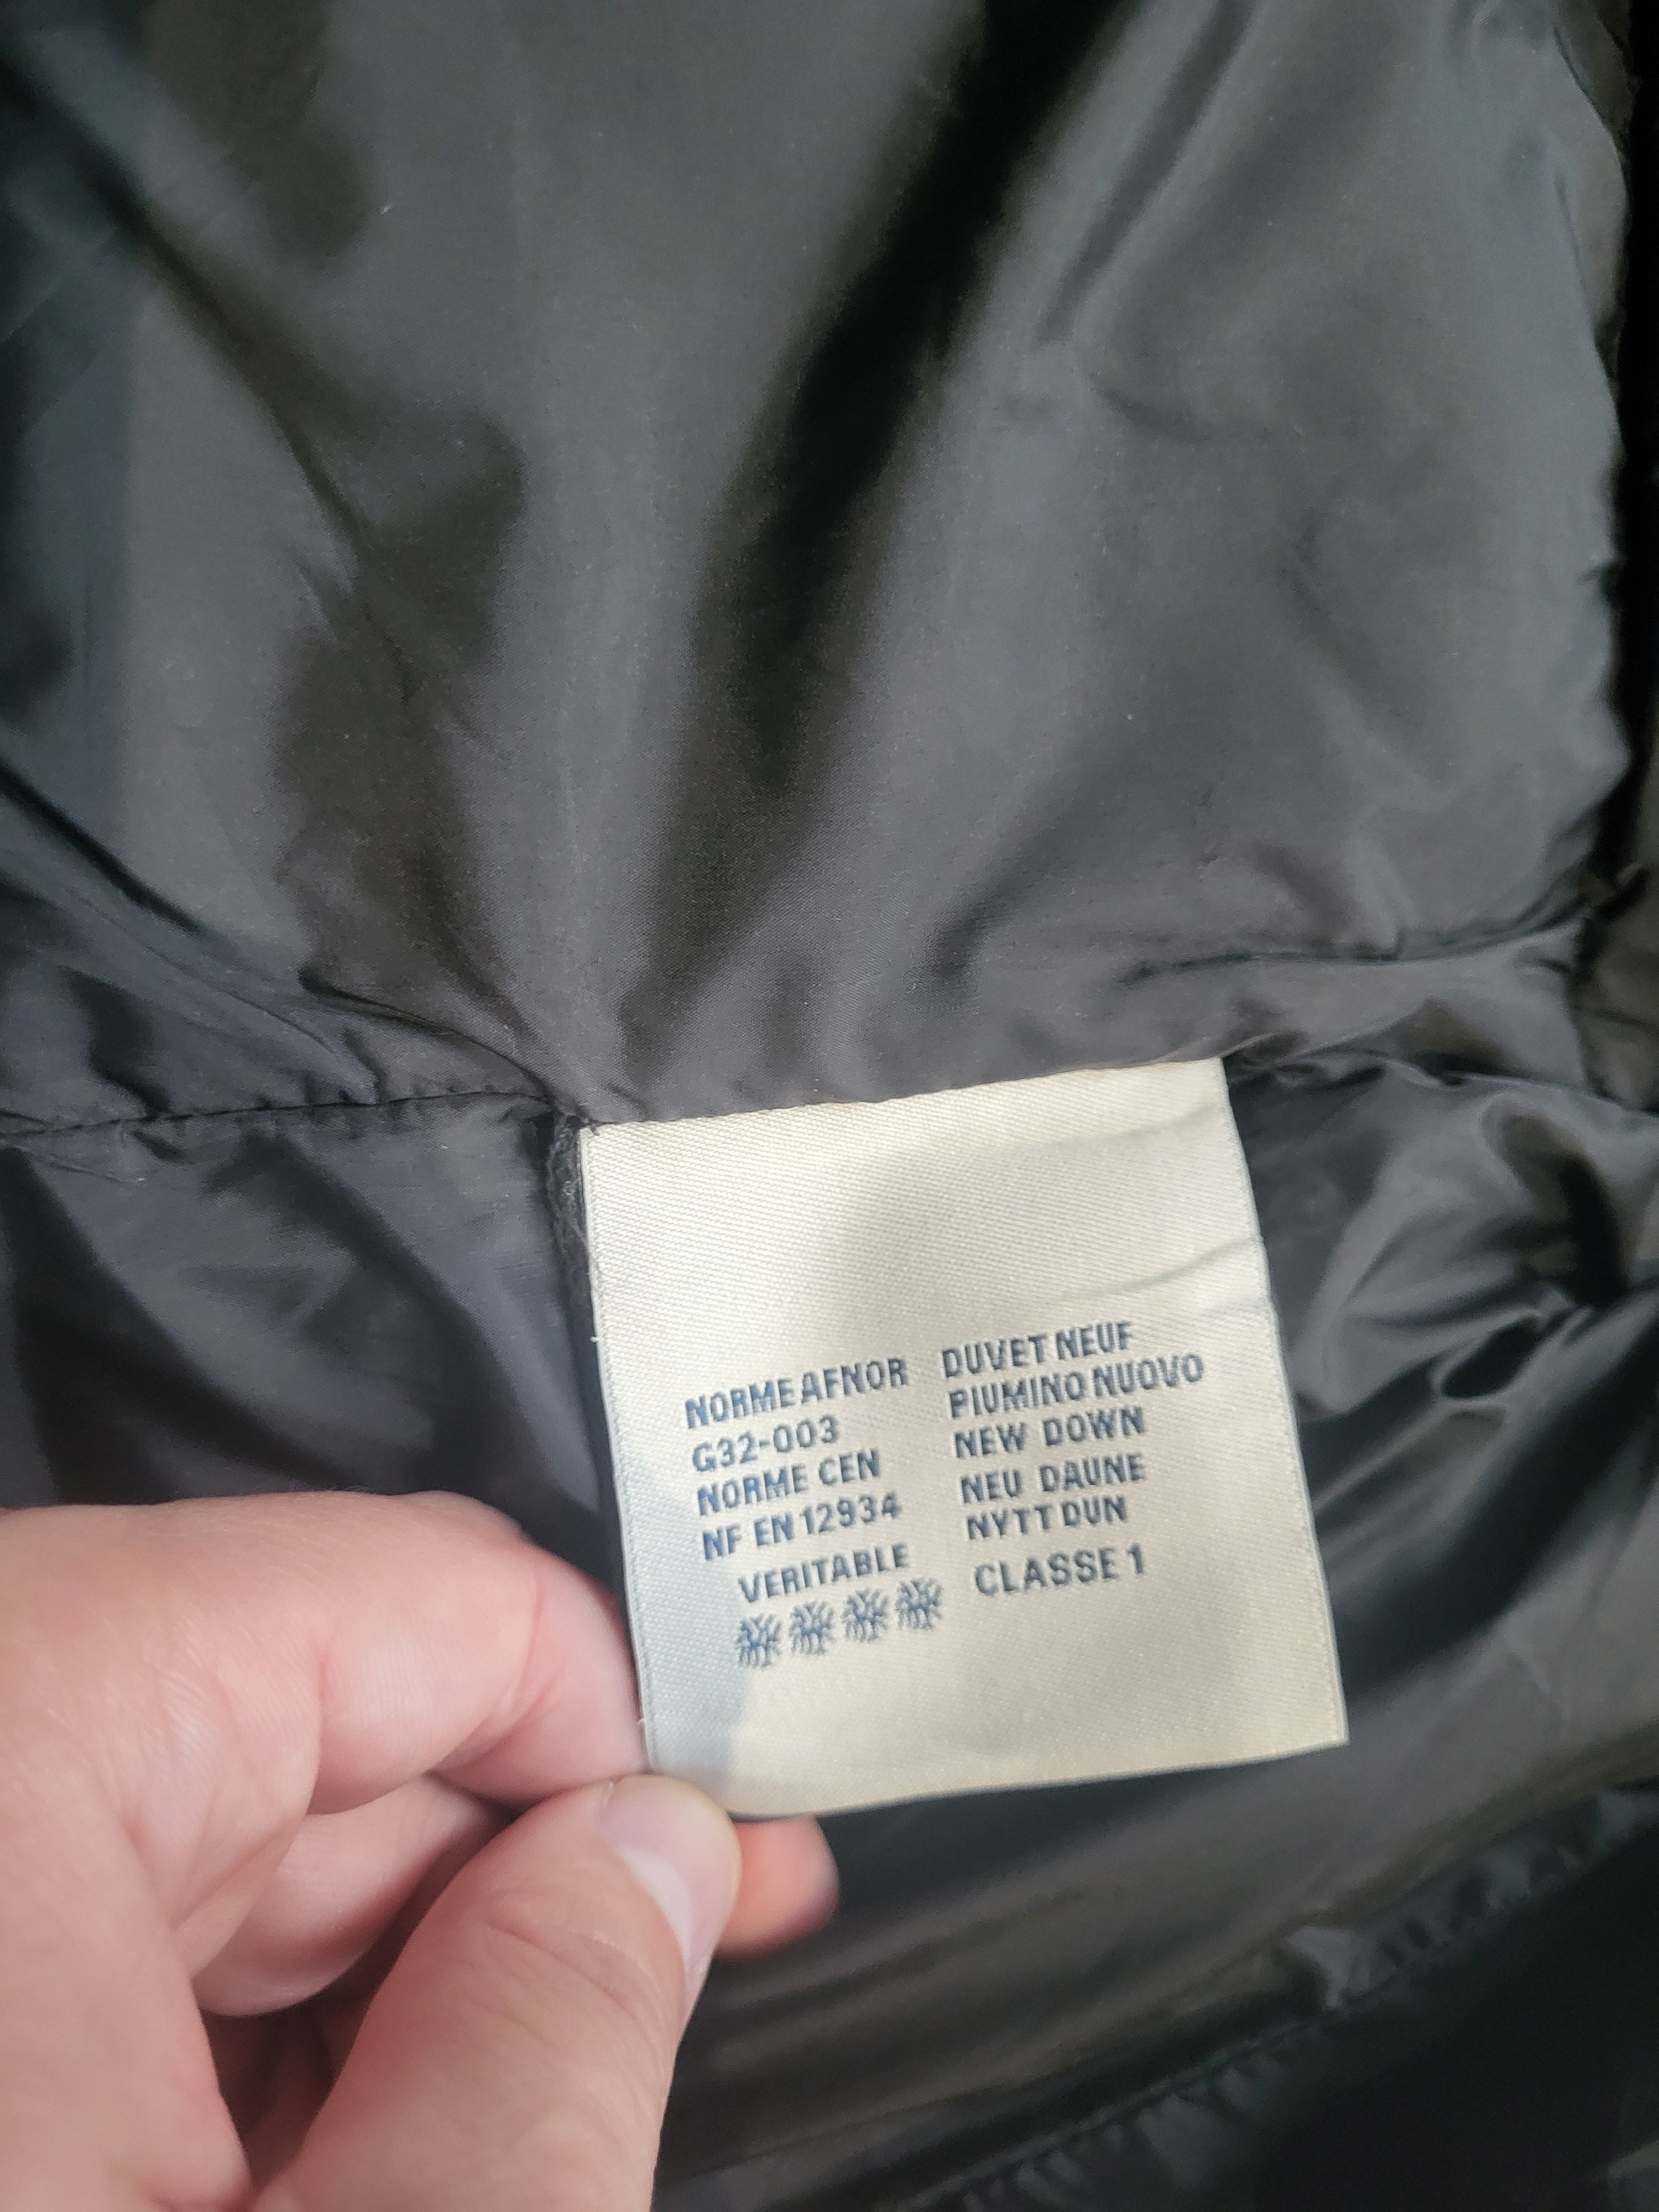 NORME AFNOR
G32-003
NORME CEN
NF EN 12934
VERITABLE
DUVET NEUF
PIUMINO NUOVO
NEW DOWN
NEU DAUNE
NYTT DUN
CLASSE 1